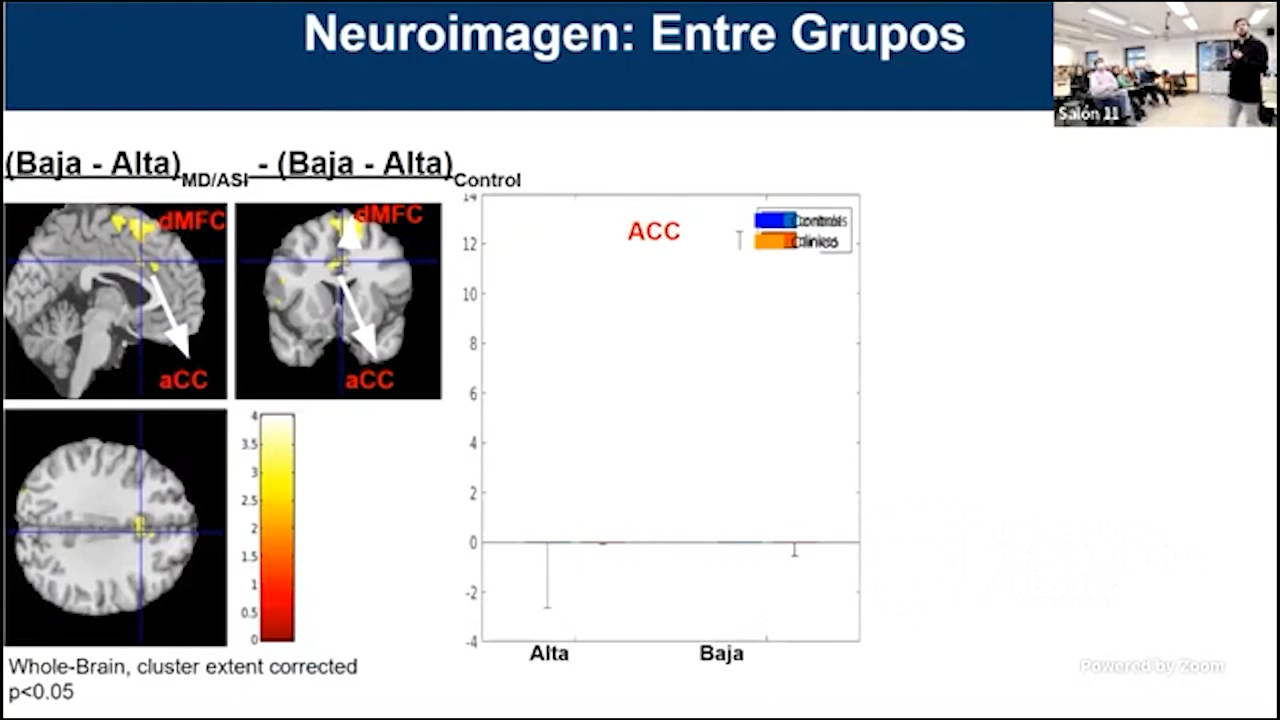 Neuroimagen: Entre Grupos
Salón 11
(Baja - Alta)MD/ASI - (Baja - Alta)Control
dMFC
dMFC
aCC
aCC
4
3.5
3
2.5
2
1.5
1
0.5
0
ACC
14
12
10
8
6
4
2
0
-2
-4
Alta
Baja
Whole-Brain, cluster extent corrected
p<0.05
Powered by Zoom